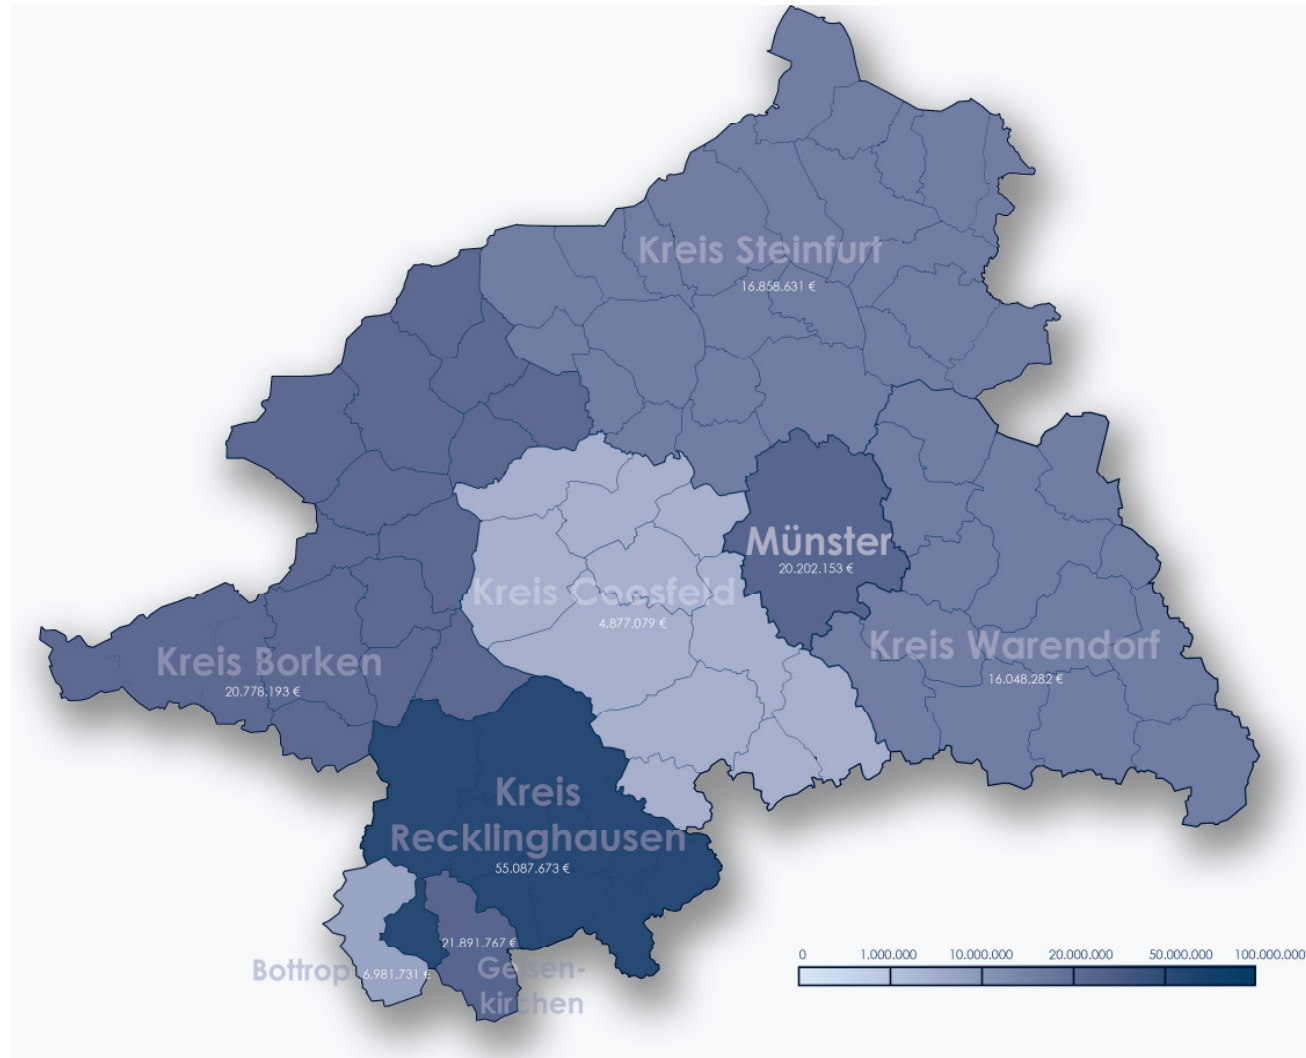 Kreis Steinfurt
16.858.631 €
Münster
20.202.153 €
Kreis Coesfeld
4.877.079 €
Kreis Warendorf
16.048.282 €
Kreis Borken
20.778.193 €
Kreis
Recklinghausen
55.087.673 €
21.891.767 €
Gelsen-
kirchen
Bottrop 6.981.731 €
0 1.000.000 10.000.000 20.000.000 50.000.000 100.000.000